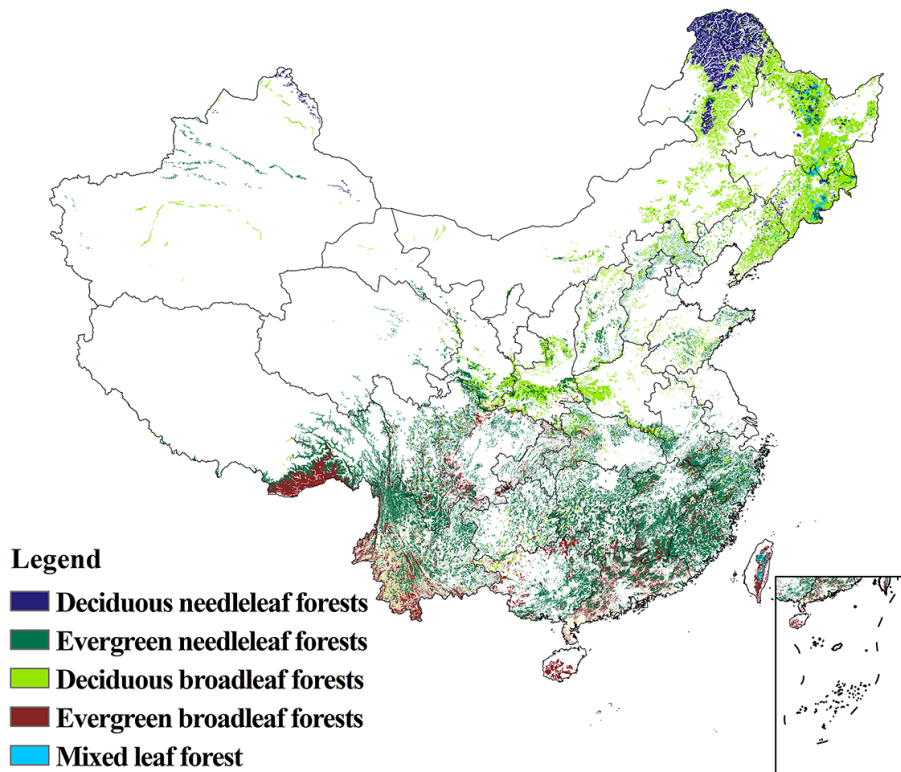 Legend
Deciduous needleleaf forests
Evergreen needleleaf forests
Deciduous broadleaf forests
Evergreen broadleaf forests
Mixed leaf forest